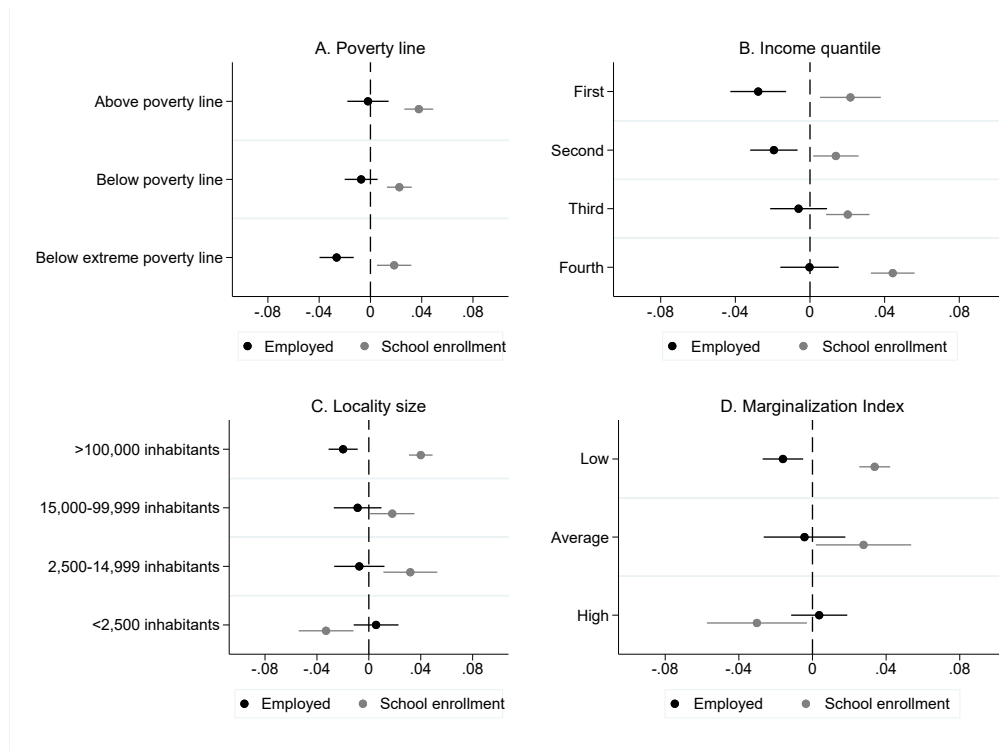 A. Poverty line
Above poverty line
Below poverty line
Below extreme poverty line
-.08 -.04 0 .04 .08
Employed School enrollment
B. Income quantile
First
Second
Third
Fourth
-.08 -.04 0 .04 .08
Employed School enrollment
C. Locality size
>100,000 inhabitants
15,000-99,999 inhabitants
2,500-14,999 inhabitants
<2,500 inhabitants
-.08 -.04 0 .04 .08
Employed School enrollment
D. Marginalization Index
Low
Average
High
-.08 -.04 0 .04 .08
Employed School enrollment